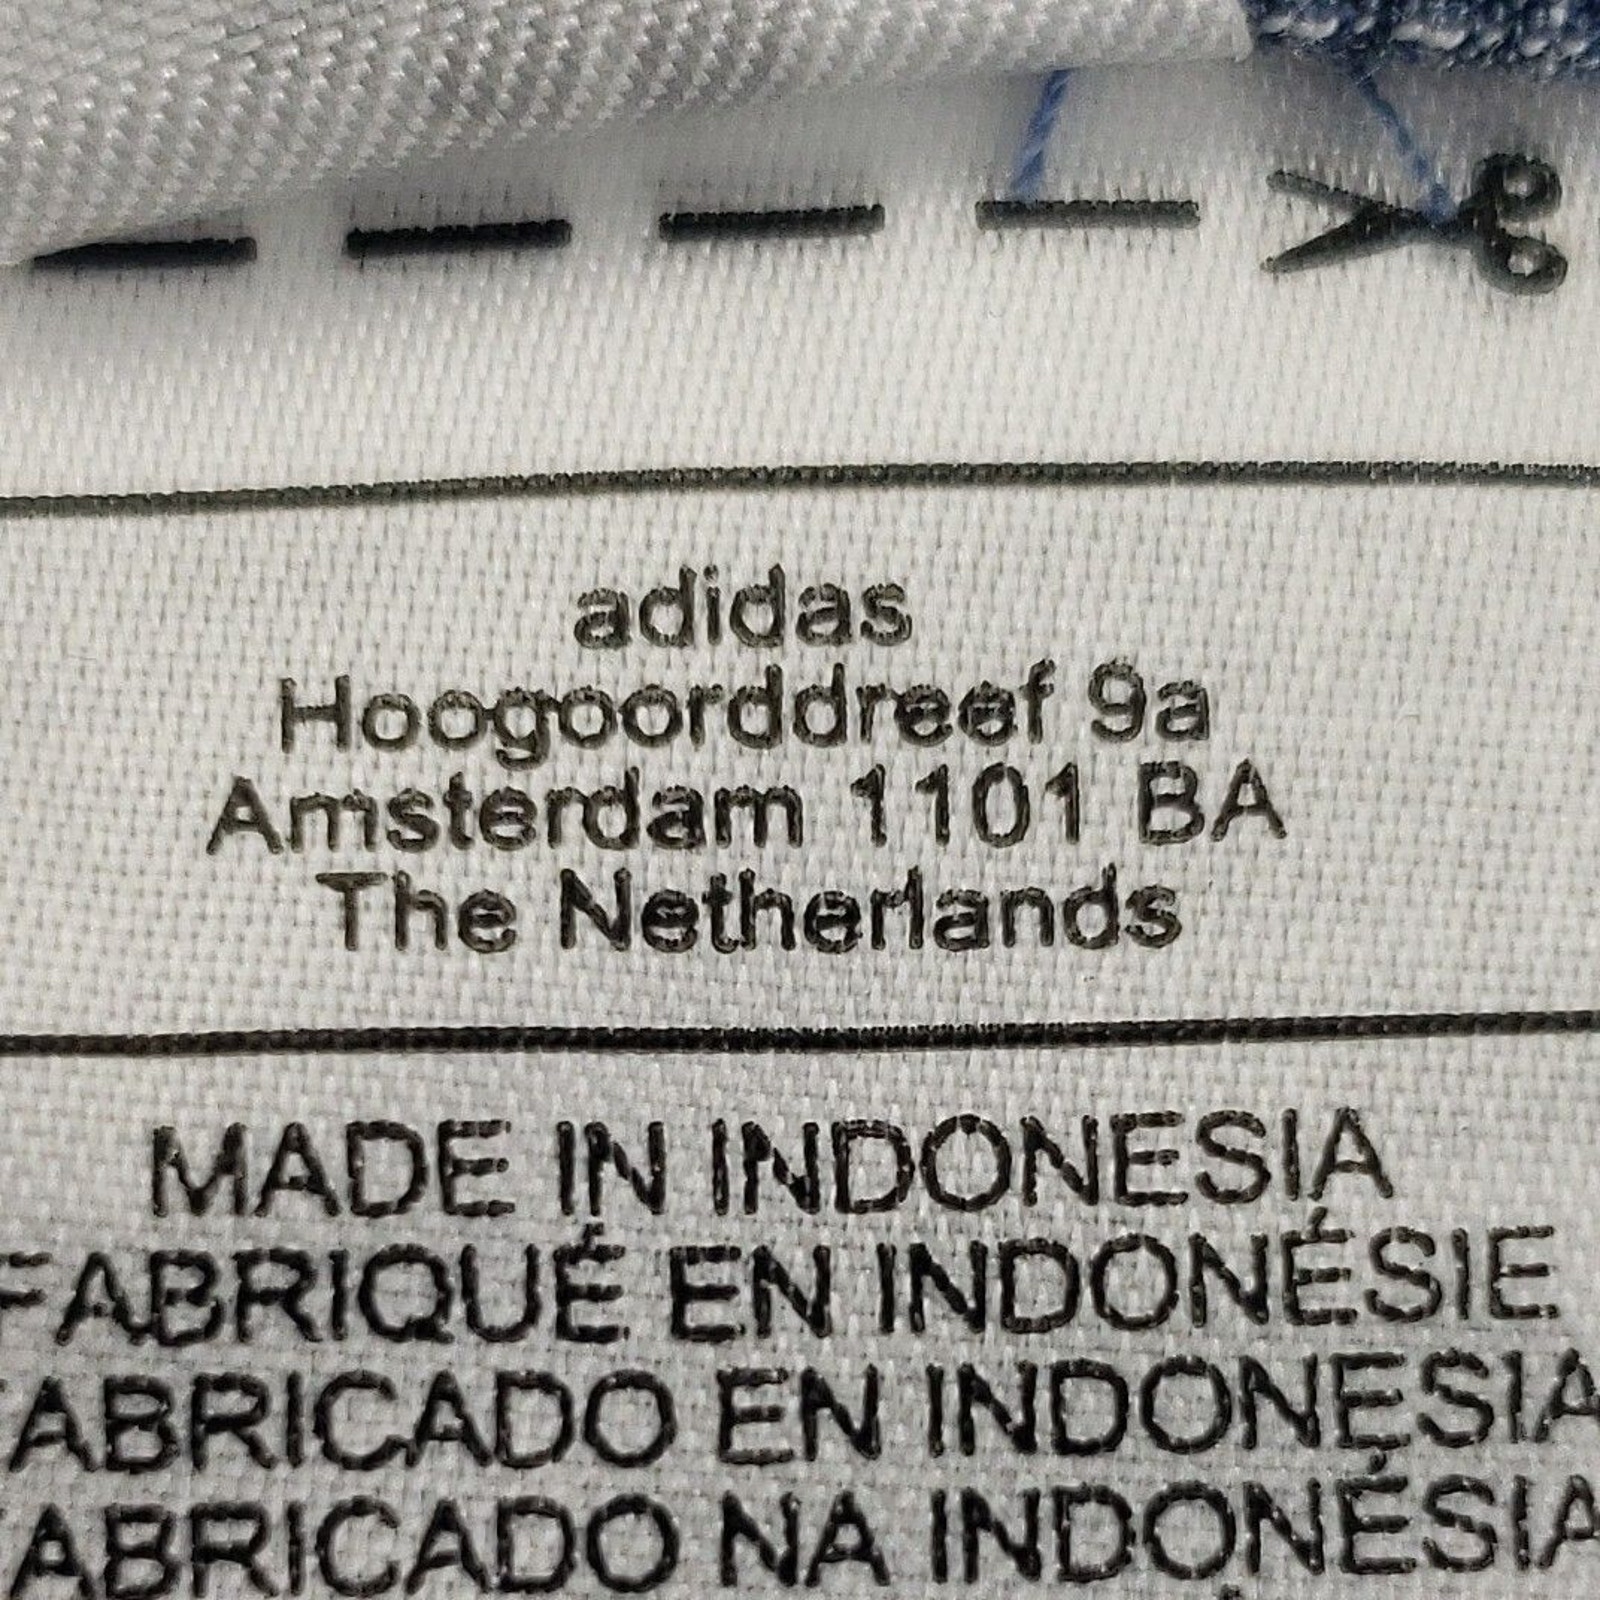 adidas
Hoogoorddreef 9a
Amsterdam 1101 BA
The Netherlands
MADE IN INDONESIA
FABRIQUÉ EN INDONÉSIE
FABRICADO EN INDONESIA
FABRICADO NA INDONÉSIA